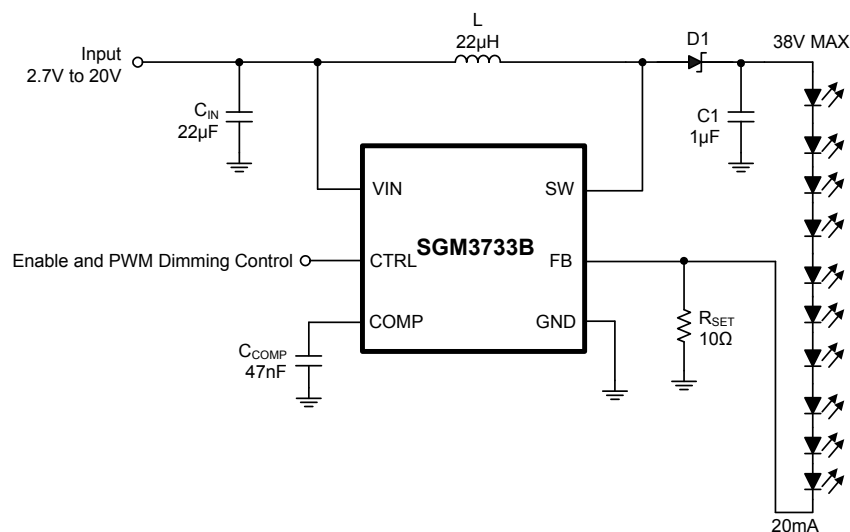 L
22µH
D1
38V MAX
Input
2.7V to 20V
CIN
22µF
C1
1µF
VIN
SW
SGM3733B
Enable and PWM Dimming Control
CTRL
FB
COMP
GND
RSET
10Ω
CCOMP
47nF
20mA